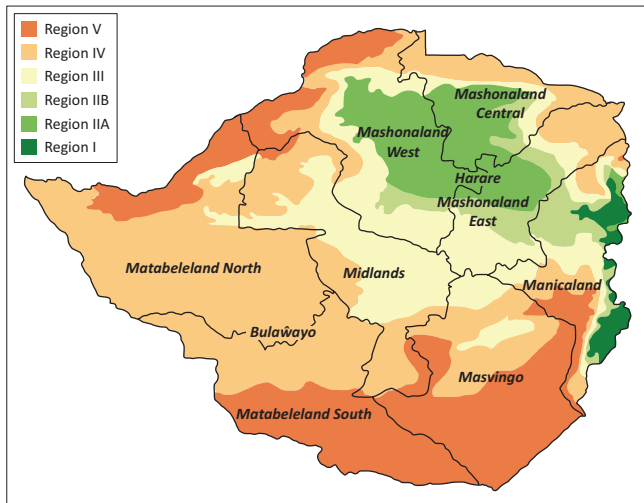 Region V
Region IV
Region III
Region IIB
Region IIA
Region I
Mashonaland
Central
Mashonaland
West
Harare
Mashonaland
East
Matabeleland North
Midlands
Manicaland
Bulaŵayo
Masvingo
Matabeleland South